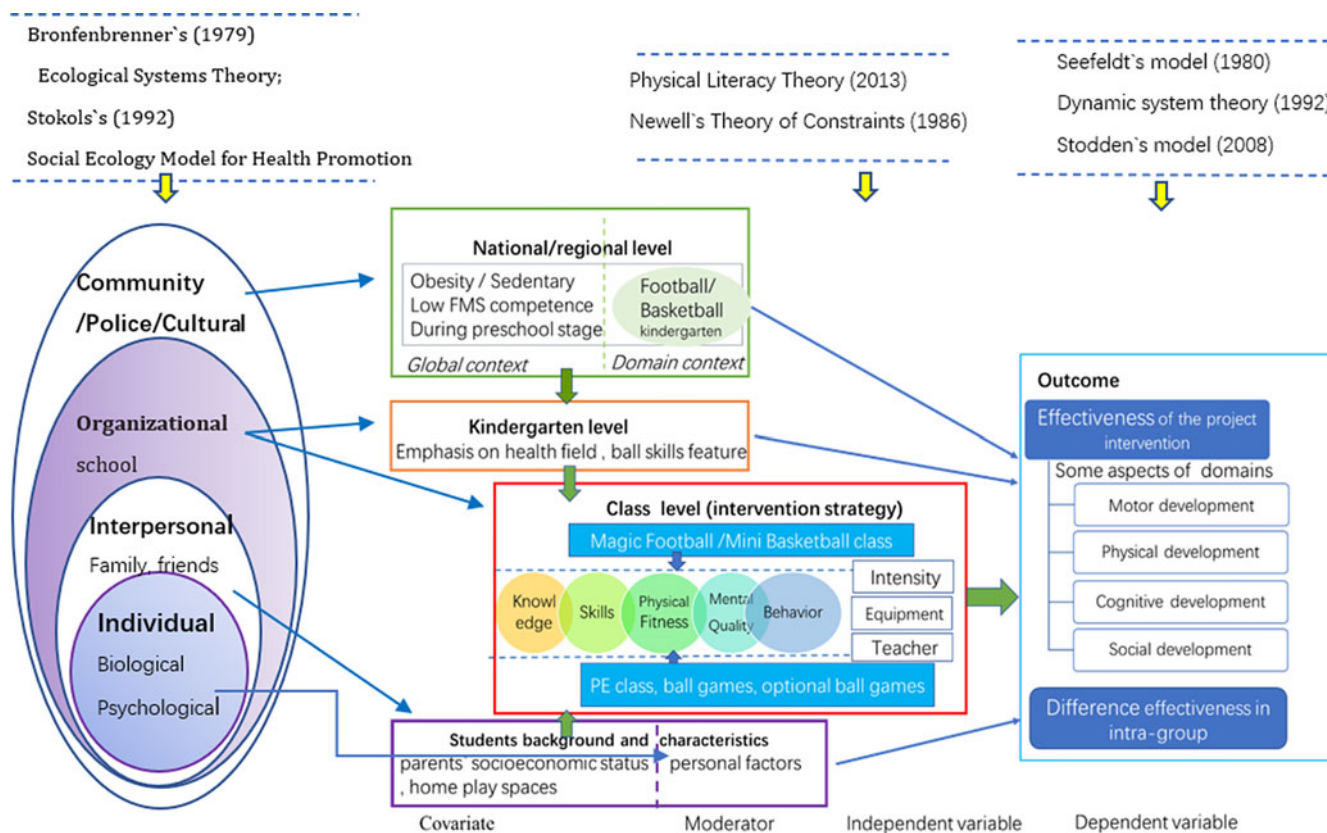 Bronfenbrenner`s (1979)
Ecological Systems Theory;
Stokols`s (1992)
Social Ecology Model for Health Promotion
Physical Literacy Theory (2013)
Newell`s Theory of Constraints (1986)
Seefeldt`s model (1980)
Dynamic system theory (1992)
Stodden`s model (2008)
Community
/Police/Cultural
Organizational
school
Interpersonal
Family, friends
Individual
Biological
Psychological
National/regional level
Obesity / Sedentary
Low FMS competence
During preschool stage
Football/
Basketball
kindergarten
Global context
Domain context
Kindergarten level
Emphasis on health field , ball skills feature
Class level (intervention strategy)
Magic Football /Mini Basketball class
Knowl
edge
Skills
Physical
Fitness
Mental
Quality
Behavior
Intensity
Equipment
Teacher
PE class, ball games, optional ball games
Students background and characteristics
parents' socioeconomic status
, home play spaces
personal factors
Outcome
Effectiveness of the project
intervention
Some aspects of domains
Motor development
Physical development
Cognitive development
Social development
Difference effectiveness in
intra-group
Covariate
Moderator
Independent variable
Dependent variable